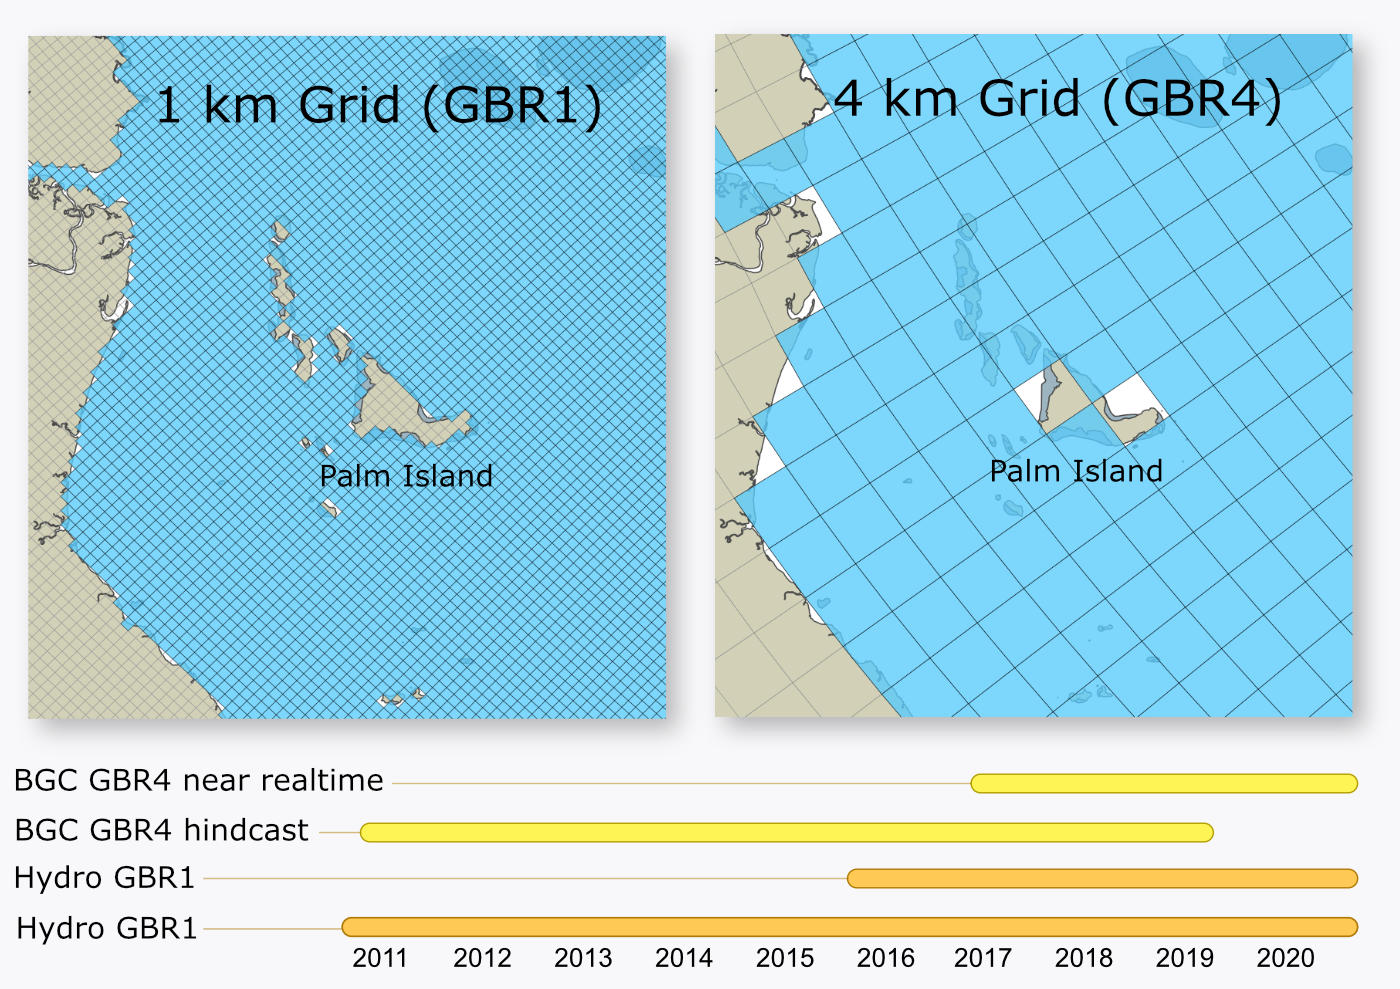 1 km Grid (GBR1)
Palm Island
4 km Grid (GBR4)
Palm Island
BGC GBR4 near realtime
BGC GBR4 hindcast
Hydro GBR1
Hydro GBR1
2011 2012 2013 2014 2015 2016 2017 2018 2019 2020